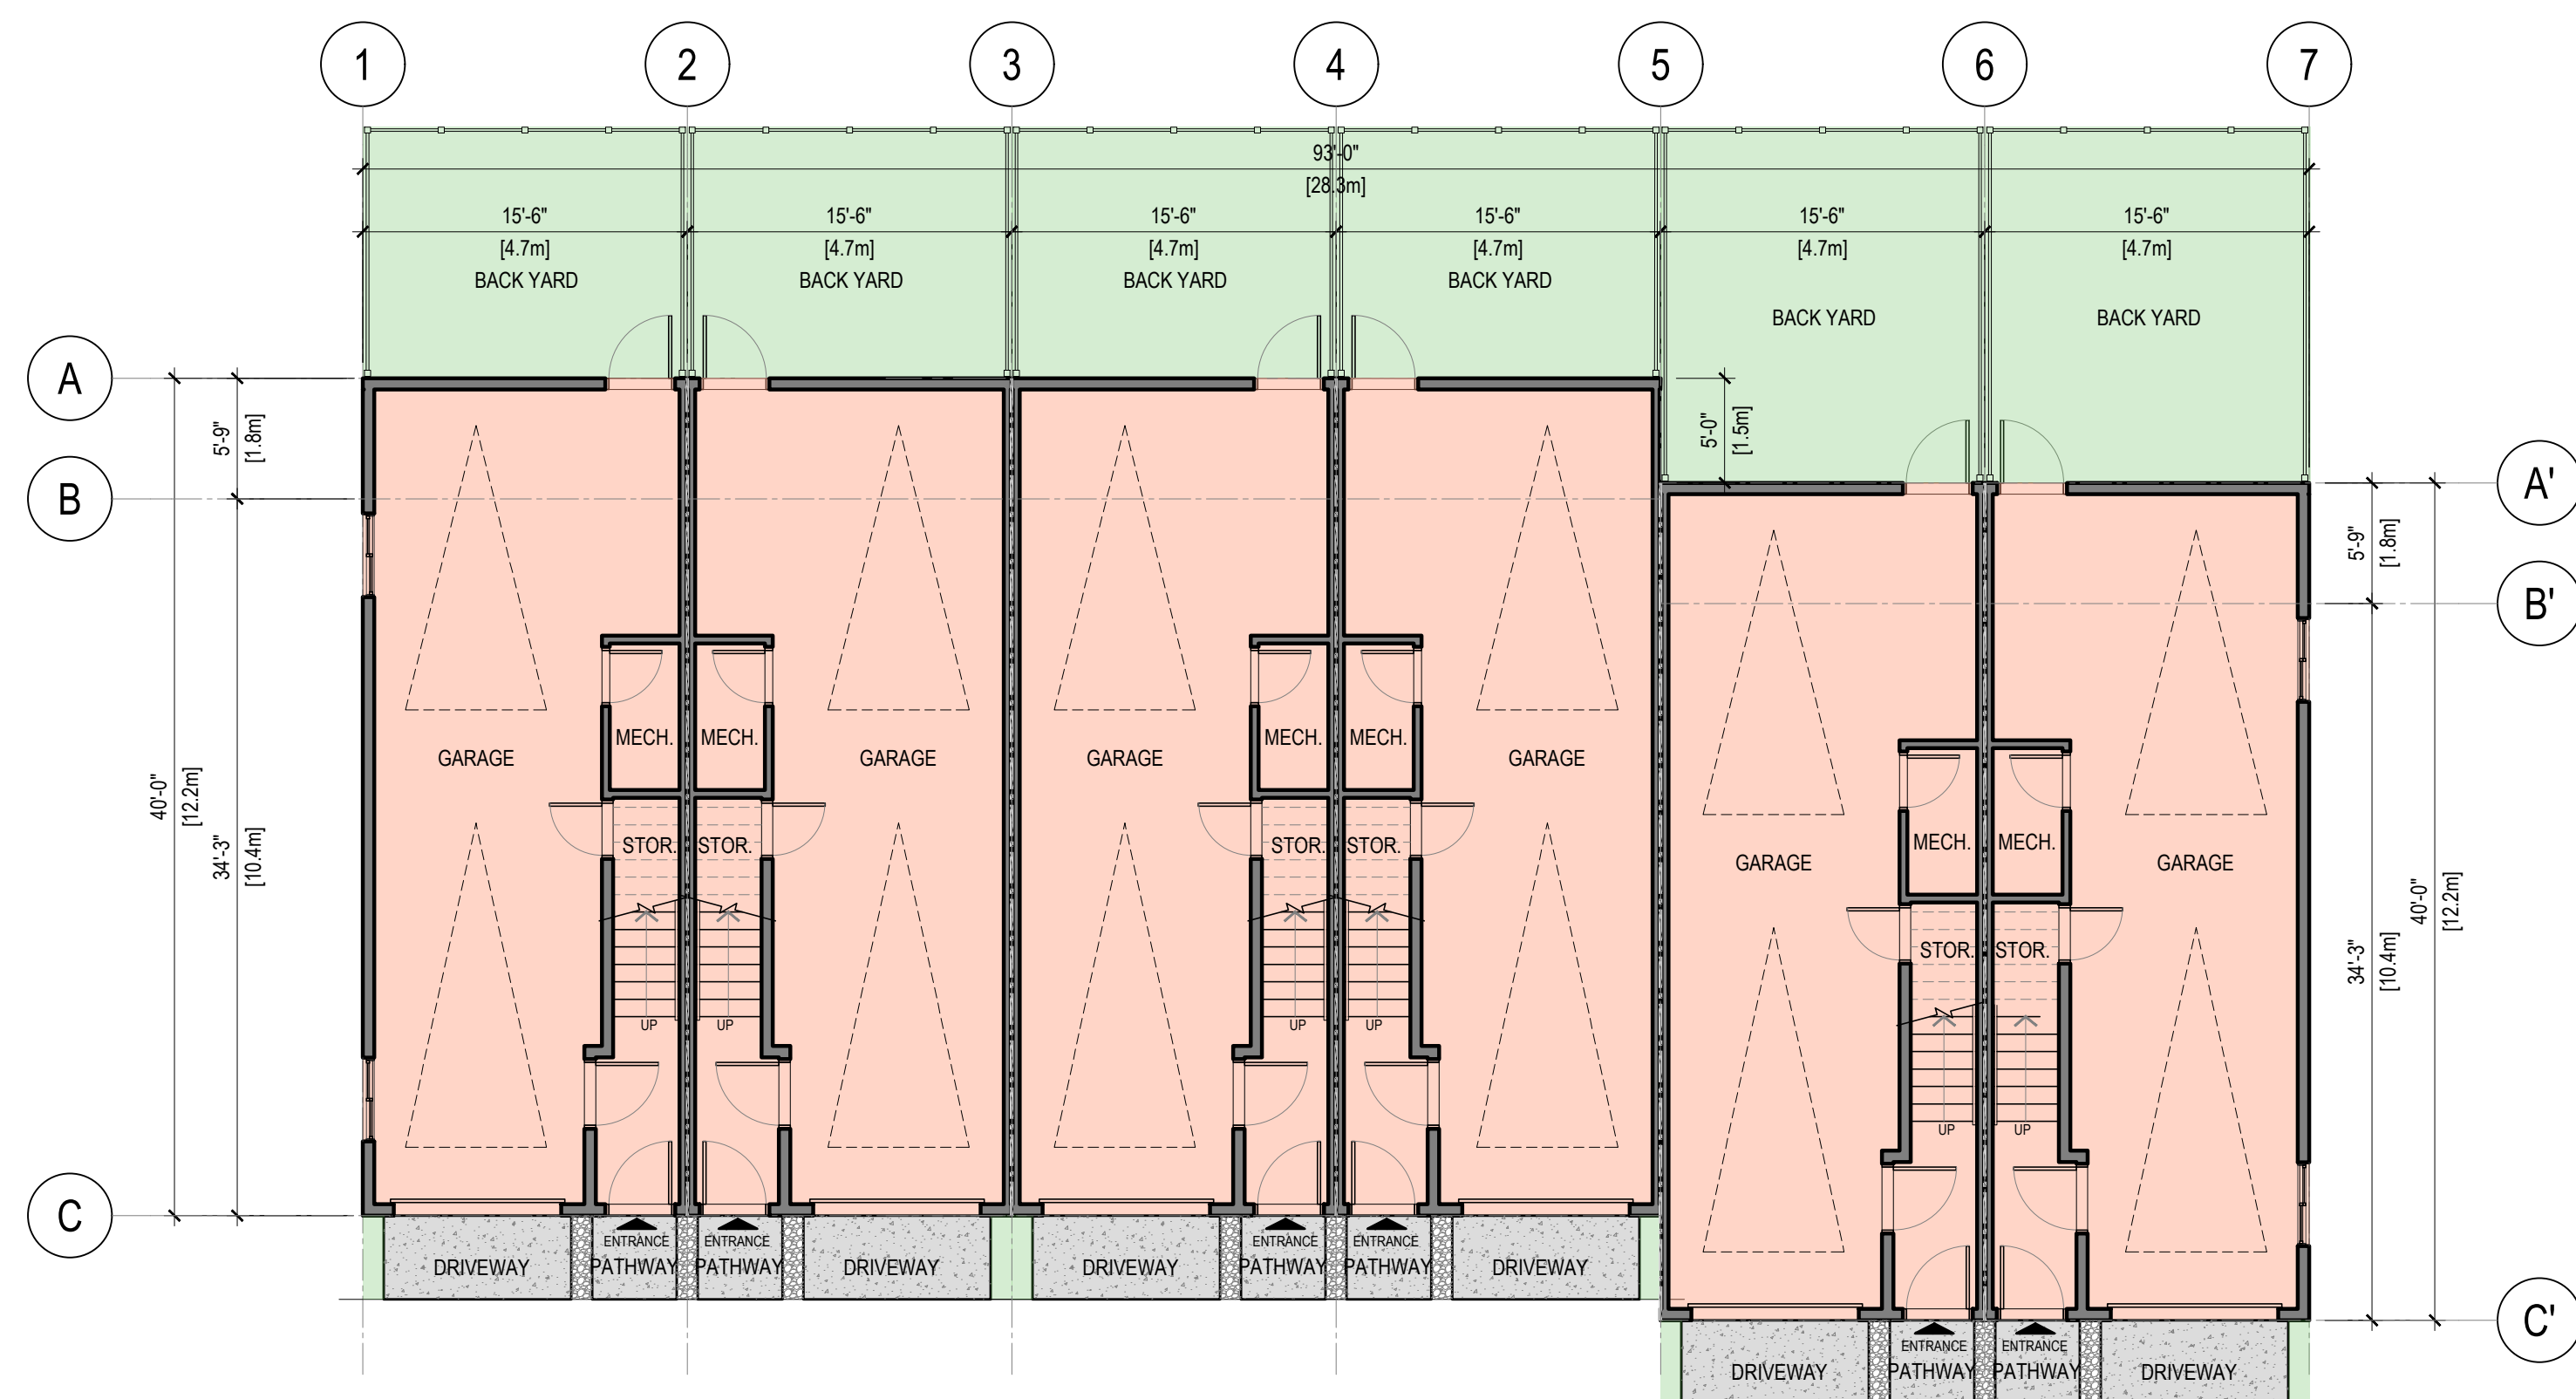 1 2 3 4 5 6 7
93'-0"
[28.3m]
15'-6" 15'-6" 15'-6" 15'-6" 15'-6" 15'-6"
[4.7m] [4.7m] [4.7m] [4.7m] [4.7m] [4.7m]
BACK YARD BACK YARD BACK YARD BACK YARD
BACK YARD BACK YARD
A
5'-9"
[1.8m]
5'-0"
[1.5m]
B
A'
5'-9"
[1.8m]
B'
MECH. MECH. MECH. MECH.
GARAGE GARAGE GARAGE GARAGE
40'-0"
[12.2m]
34'-3"
[10.4m]
STOR. STOR. STOR. STOR.
MECH. MECH.
GARAGE GARAGE
40'-0"
[12.2m]
34'-3"
[10.4m]
STOR. STOR.
UP UP UP UP
UP UP
C
ENTRANCE ENTRANCE ENTRANCE ENTRANCE
DRIVEWAY PATHWAY PATHWAY DRIVEWAY DRIVEWAY PATHWAY PATHWAY DRIVEWAY
C'
ENTRANCE ENTRANCE
DRIVEWAY PATHWAY PATHWAY DRIVEWAY